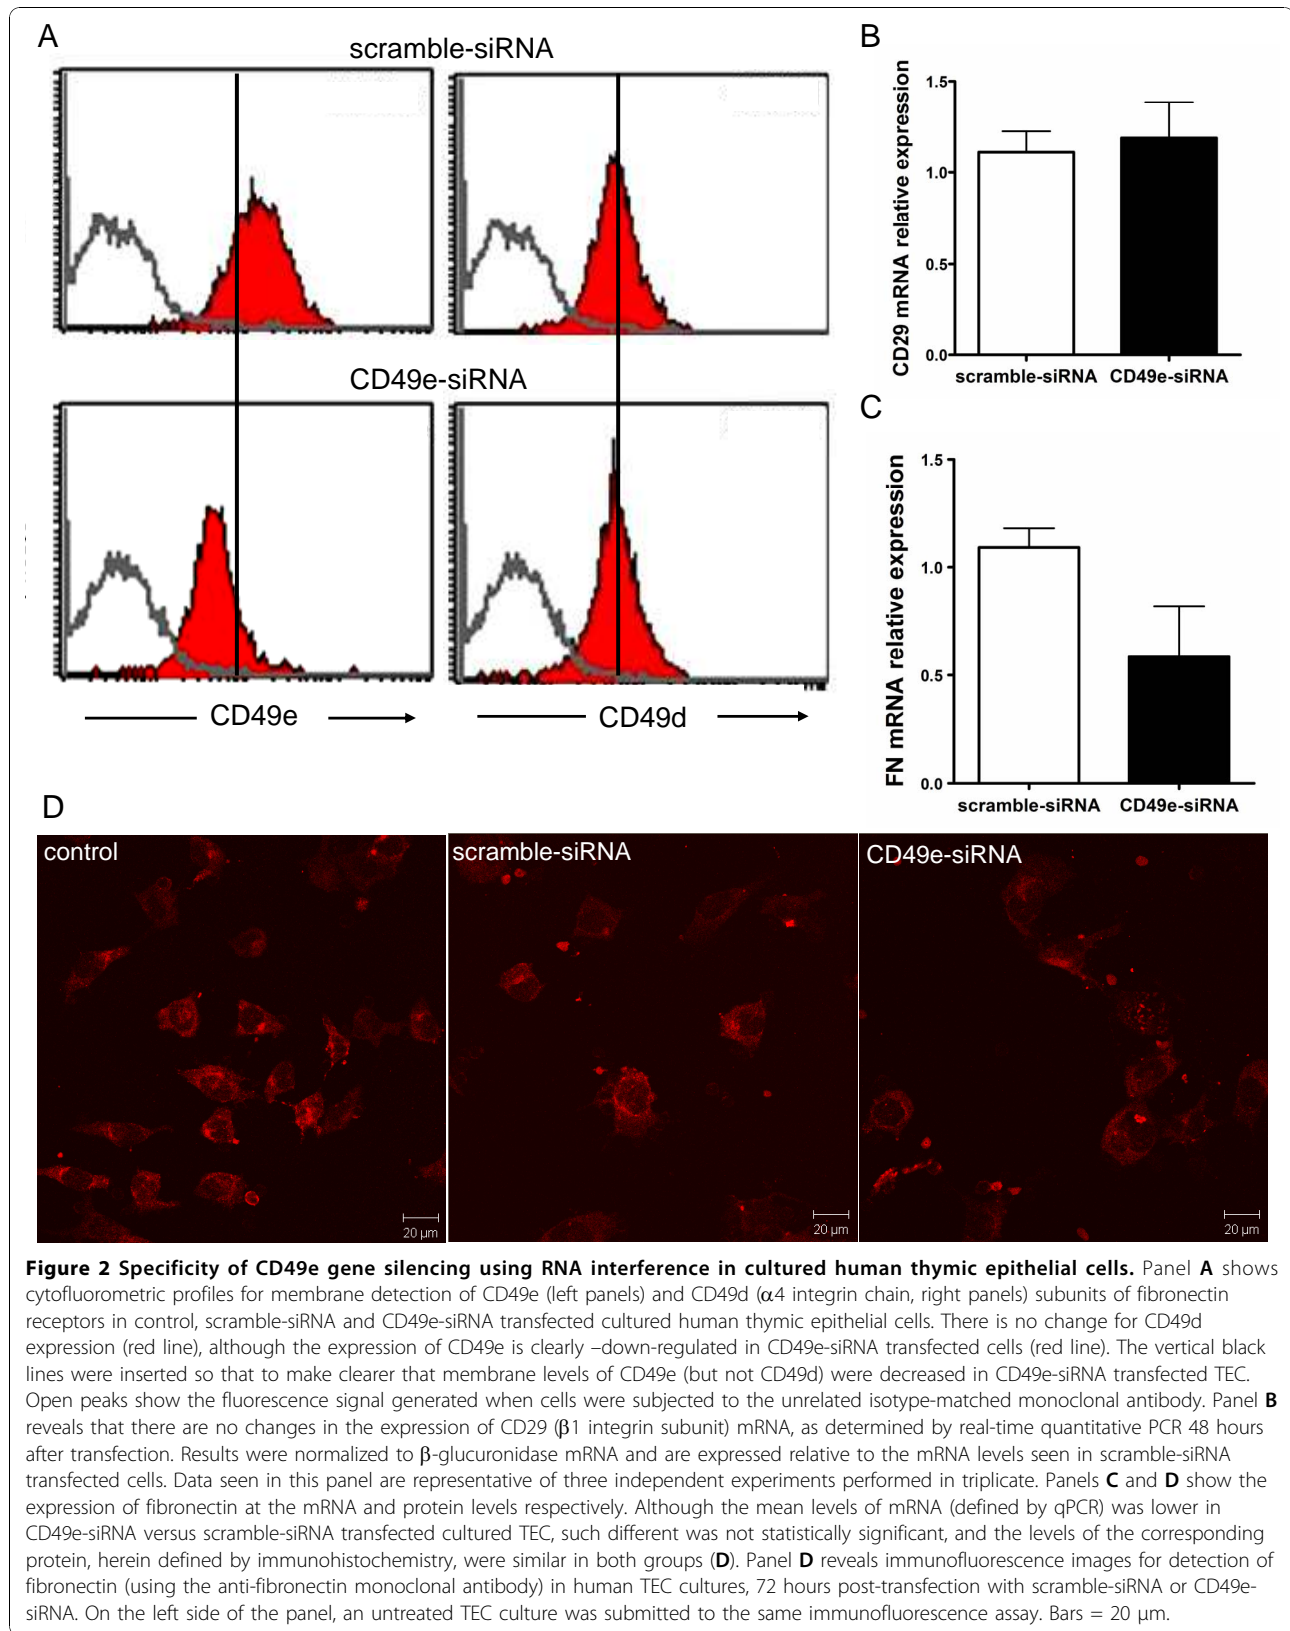 A
scramble-siRNA
CD49e-siRNA
CD49e
CD49d
B
CD29 mRNA relative expression
1.5
1.0
0.5
0.0
scramble-siRNA CD49e-siRNA
C
FN mRNA relative expression
1.5
1.0
0.5
0.0
scramble-siRNA CD49e-siRNA
D
control
scramble-siRNA
CD49e-siRNA
20 µm
20 µm
20 µm
Figure 2 Specificity of CD49e gene silencing using RNA interference in cultured human thymic epithelial cells. Panel A shows
cytofluorometric profiles for membrane detection of CD49e (left panels) and CD49d (α4 integrin chain, right panels) subunits of fibronectin
receptors in control, scramble-siRNA and CD49e-siRNA transfected cultured human thymic epithelial cells. There is no change for CD49d
expression (red line), although the expression of CD49e is clearly –down-regulated in CD49e-siRNA transfected cells (red line). The vertical black
lines were inserted so that to make clearer that membrane levels of CD49e (but not CD49d) were decreased in CD49e-siRNA transfected TEC.
Open peaks show the fluorescence signal generated when cells were subjected to the unrelated isotype-matched monoclonal antibody. Panel B
reveals that there are no changes in the expression of CD29 (β1 integrin subunit) mRNA, as determined by real-time quantitative PCR 48 hours
after transfection. Results were normalized to β-glucuronidase mRNA and are expressed relative to the mRNA levels seen in scramble-siRNA
transfected cells. Data seen in this panel are representative of three independent experiments performed in triplicate. Panels C and D show the
expression of fibronectin at the mRNA and protein levels respectively. Although the mean levels of mRNA (defined by qPCR) was lower in
CD49e-siRNA versus scramble-siRNA transfected cultured TEC, such different was not statistically significant, and the levels of the corresponding
protein, herein defined by immunohistochemistry, were similar in both groups (D). Panel D reveals immunofluorescence images for detection of
fibronectin (using the anti-fibronectin monoclonal antibody) in human TEC cultures, 72 hours post-transfection with scramble-siRNA or CD49e-
siRNA. On the left side of the panel, an untreated TEC culture was submitted to the same immunofluorescence assay. Bars = 20 µm.